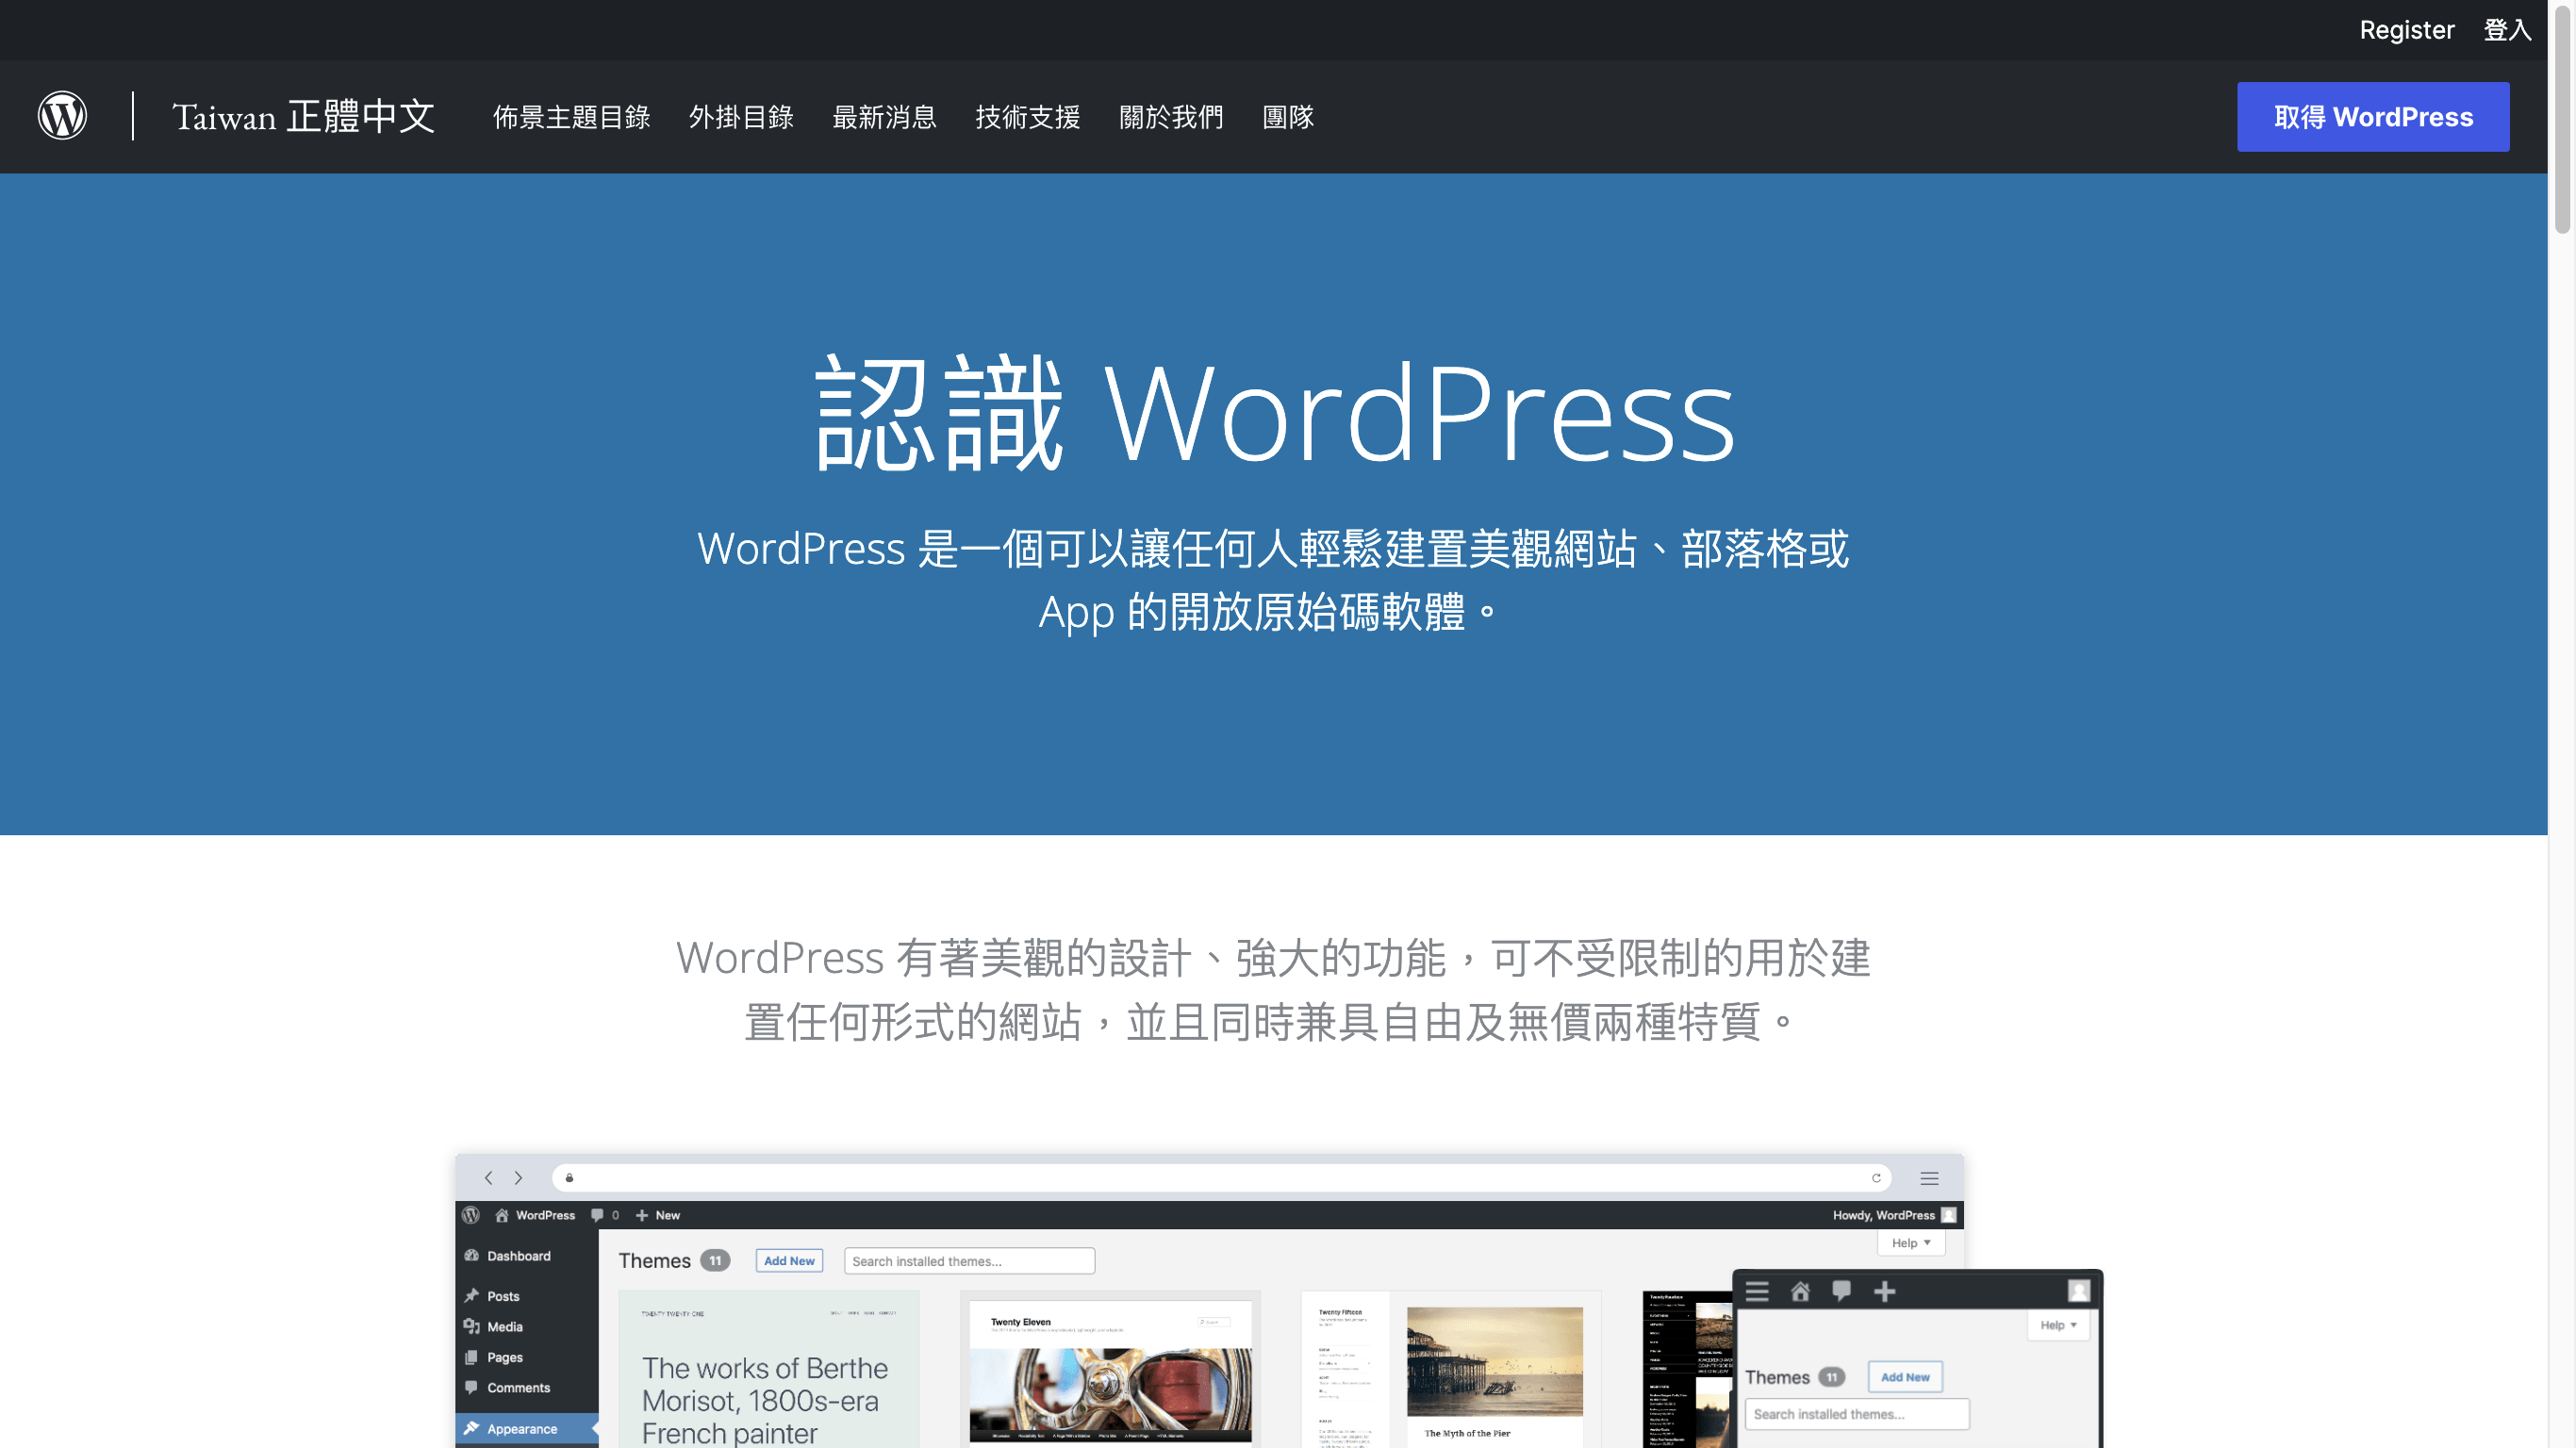 Register 登入
Taiwan 正體中文 佈景主題目錄 外掛目錄 最新消息 技術支援 關於我們 團隊 取得 WordPress
認識 WordPress
WordPress 是一個可以讓任何人輕鬆建置美觀網站、部落格或
App 的開放原始碼軟體。
WordPress 有著美觀的設計、強大的功能，可不受限制的用於建
置任何形式的網站，並且同時兼具自由及無價兩種特質。
WordPress 0 New Howdy, WordPress
Help
Dashboard
Themes 11 Add New Search installed themes...
Posts
Media
Pages
Comments
Appearance
TWENTY TWENTY-ONE
The works of Berthe
Morisot, 1800s-era
French painter
Twenty Eleven
Twenty Fifteen
The Myth of the Pier
Twenty Fourteen
Help
Themes 11 Add New
Search installed themes...